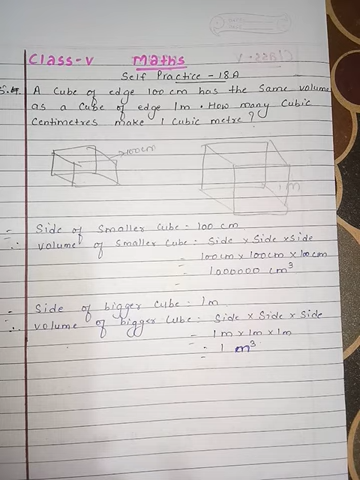 Class-V Maths
Self Practice - 18A
A Cube of edge 100 cm has the same volume
as a Cube of edge 1m. How many Cubic
Centimetres make 1 Cubic metre?
100cm
1m
- Side of Smaller cube = 100 cm
∴ volume of smaller cube = Side × Side × Side
= 100cm × 100cm × 100cm
= 1000000 cm³
- Side of bigger cube = 1m
∴ volume of bigger Cube = Side × Side × Side
= 1m × 1m × 1m
= 1 m³